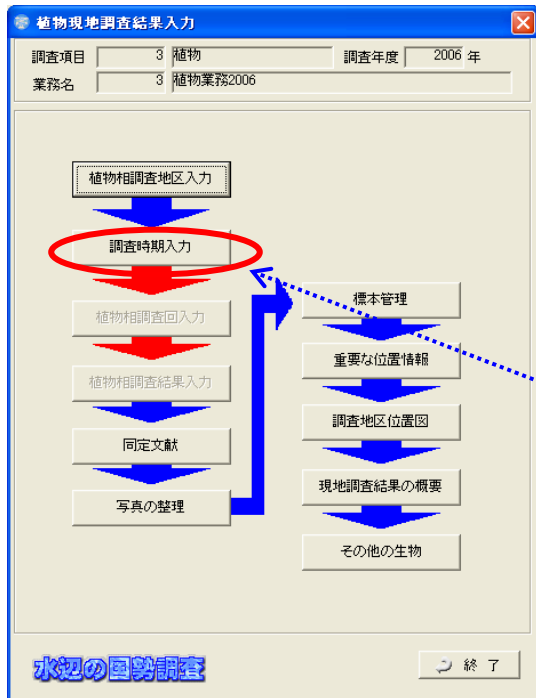 植物現地調査結果入力
調査項目 3 植物 調査年度 2006 年
業務名 3 植物業務2006
植物相調査地区入力
調査時期入力
植物相調査回入力
植物相調査結果入力
同定文献
写真の整理
標本管理
重要な位置情報
調査地区位置図
現地調査結果の概要
その他の生物
水辺の国勢調査
終 了